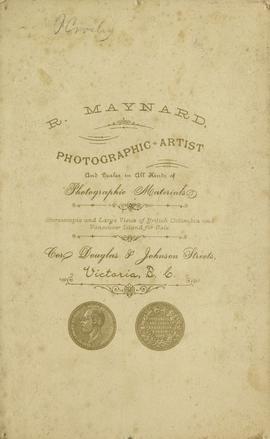 R. MAYNARD,
PHOTOGRAPHIC ARTIST
And Dealer in All Kinds of
Photographic Materials
Stereoscopic and Large Views of British Columbia and
Vancouver Island, for Sale
Cor. Douglas & Johnson Streets,
Victoria, B. C.